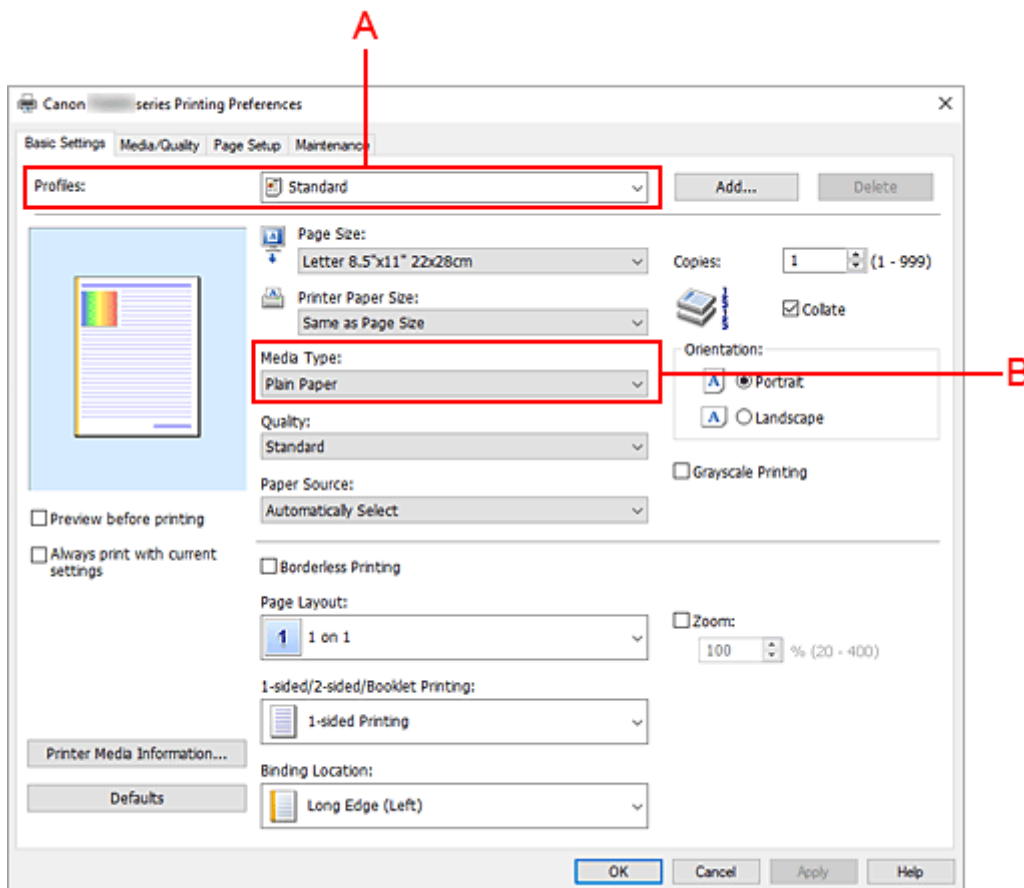 A
Canon series Printing Preferences
Basic Settings Media/Quality Page Setup Maintenance
Profiles: Standard Add... Delete
Page Size:
Letter 8.5"x11" 22x28cm
Copies: 1 (1 - 999)
Printer Paper Size:
Same as Page Size
Collate
Media Type:
Plain Paper
B
Orientation:
Portrait
Landscape
Quality:
Standard
Grayscale Printing
Paper Source:
Automatically Select
Preview before printing
Always print with current
settings
Borderless Printing
Page Layout:
1 on 1
Zoom:
100 % (20 - 400)
1-sided/2-sided/Booklet Printing:
1-sided Printing
Printer Media Information...
Defaults
Binding Location:
Long Edge (Left)
OK Cancel Apply Help